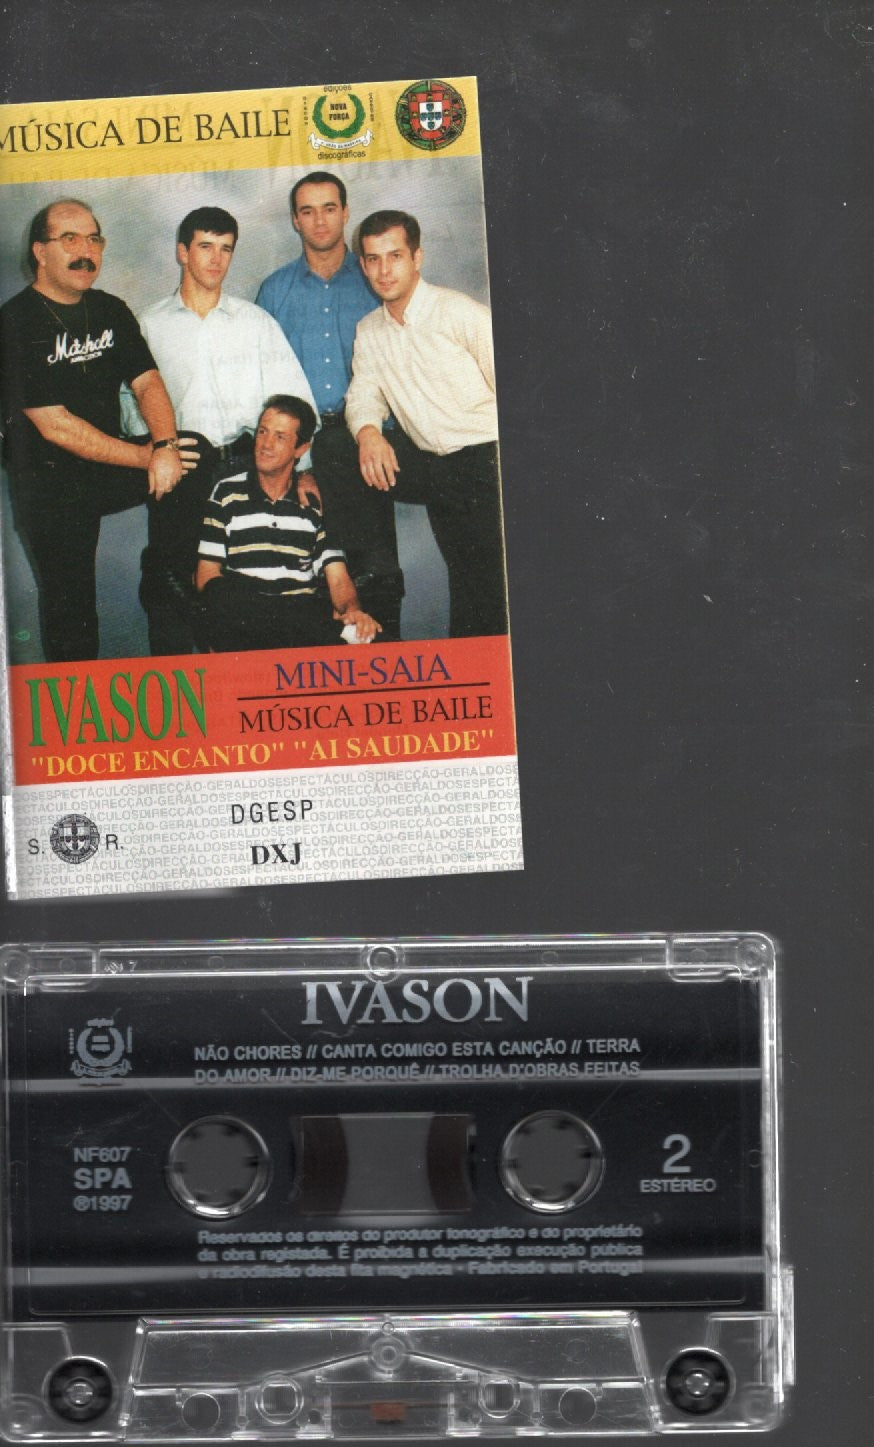 MÚSICA DE BAILE
edições
NOVA
FORÇA
discográficas
Marshall
IVASON
MINI-SAIA
MÚSICA DE BAILE
"DOCE ENCANTO" "AI SAUDADE"
DGESP
S. R.
DXJ
IVASON
edições
NÃO CHORES // CANTA COMIGO ESTA CANÇÃO // TERRA
DO AMOR // DIZ-ME PORQUÊ // TROLHA D'OBRAS FEITAS
NF607
SPA
℗1997
2
ESTÉREO
Reservados os direitos do produtor fonográfico e do proprietário
da obra registada. É proibida a duplicação execução pública
e radiodifusão desta fita magnética - Fabricado em Portugal